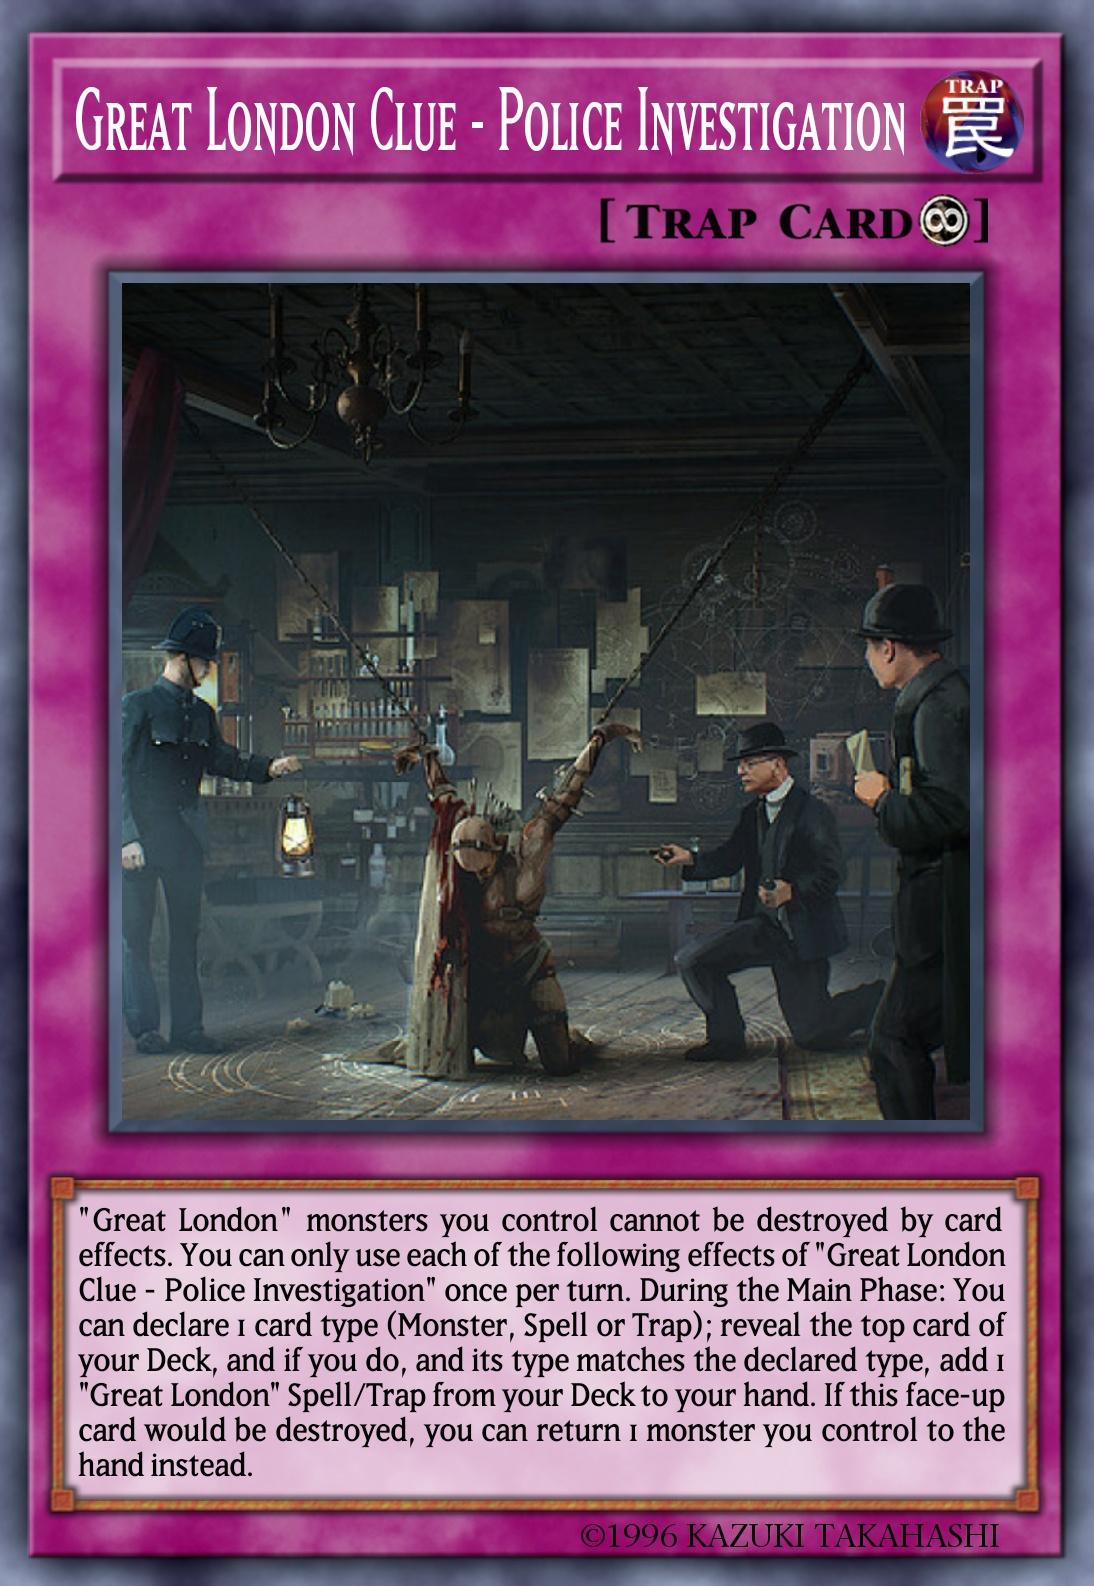 Great London Clue - Police Investigation
TRAP
罠
[Trap Card]
"Great London" monsters you control cannot be destroyed by card
effects. You can only use each of the following effects of "Great London
Clue - Police Investigation" once per turn. During the Main Phase: You
can declare 1 card type (Monster, Spell or Trap); reveal the top card of
your Deck, and if you do, and its type matches the declared type, add 1
"Great London" Spell/Trap from your Deck to your hand. If this face-up
card would be destroyed, you can return 1 monster you control to the
hand instead.
©1996 KAZUKI TAKAHASHI